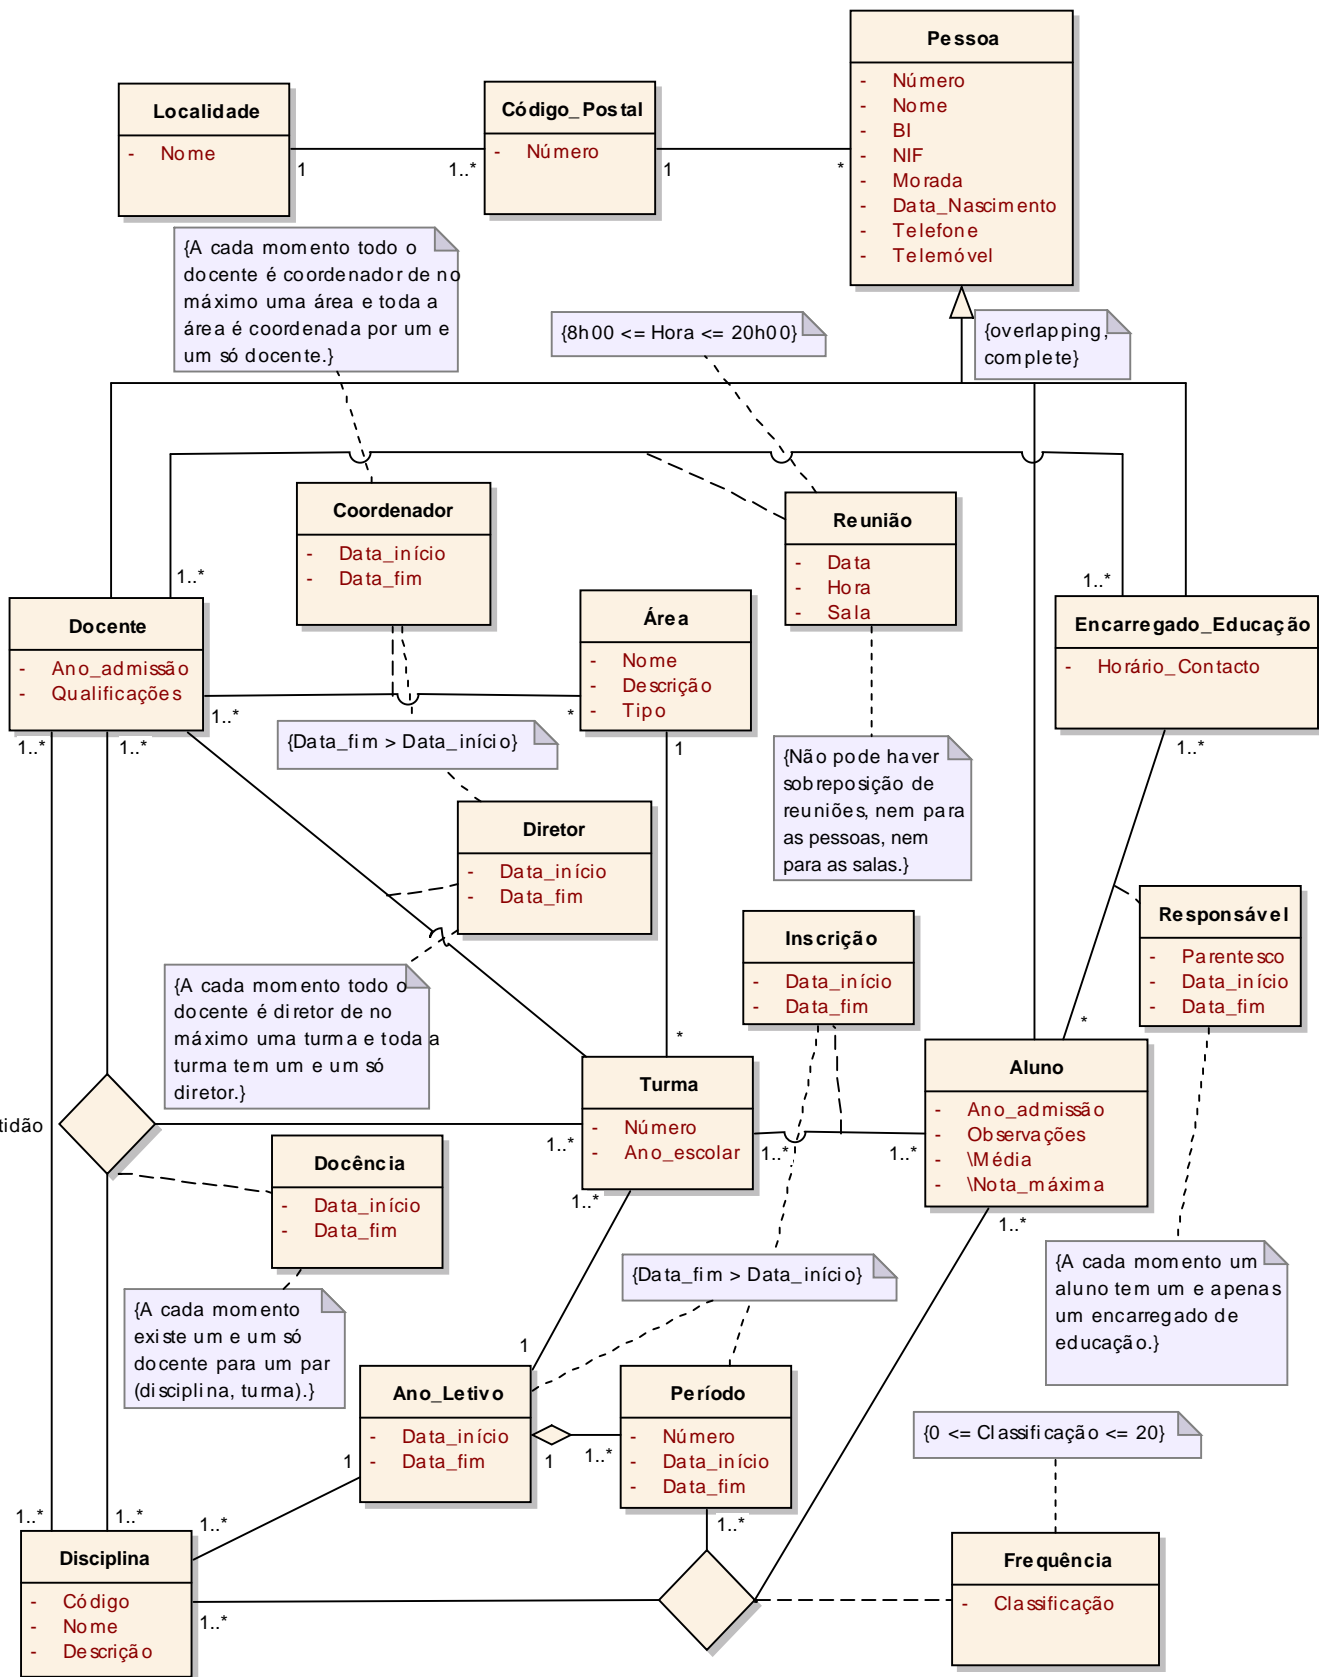 Pessoa
- Número
- Nome
- BI
- NIF
- Morada
- Data_Nascimento
- Telefone
- Telemóvel
Localidade
- Nome
1
1..*
Código_Postal
- Número
1
*
{A cada momento todo o
docente é coordenador de no
máximo uma área e toda a
área é coordenada por um e
um só docente.}
{8h00 <= Hora <= 20h00}
{overlapping,
complete}
Coordenador
- Data_início
- Data_fim
Reunião
- Data
- Hora
- Sala
1..*
1..*
Docente
- Ano_admissão
- Qualificações
Área
- Nome
- Descrição
- Tipo
Encarregado_Educação
- Horário_Contacto
1..*
*
1..*
1..*
1
1..*
{Data_fim > Data_início}
{Não pode haver
sobreposição de
reuniões, nem para
as pessoas, nem
para as salas.}
Diretor
- Data_início
- Data_fim
Responsável
- Parentesco
- Data_início
- Data_fim
Inscrição
- Data_início
- Data_fim
{A cada momento todo o
docente é diretor de no
máximo uma turma e toda a
turma tem um e um só
diretor.}
*
*
Turma
- Número
- Ano_escolar
Aluno
- Ano_admissão
- Observações
- \Média
- \Nota_máxima
tidão
1..*
1..*
1..*
1..*
1..*
Docência
- Data_início
- Data_fim
{Data_fim > Data_início}
{A cada momento um
aluno tem um e apenas
um encarregado de
educação.}
{A cada momento
existe um e um só
docente para um par
(disciplina, turma).}
1
Ano_Letivo
- Data_início
- Data_fim
1
1..*
Período
- Número
- Data_início
- Data_fim
{0 <= Classificação <= 20}
1
1..*
1..*
1..*
1..*
Disciplina
- Código
- Nome
- Descrição
1..*
Frequência
- Classificação